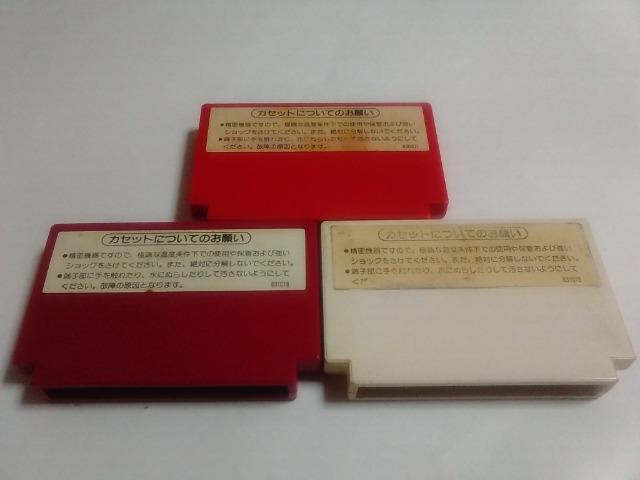 カセットについてのお願い
●精密機器ですので、極端な温度条件下での使用や保管および強い
ショックをさけてください。また、絶対に分解しないでください。
●端子部に手を触れたり、水にぬらしたりして汚さないようにして
ください。故障の原因となります。
カセットについてのお願い
●精密機器ですので、極端な温度条件下での使用や保管および強い
ショックをさけてください。また、絶対に分解しないでください。
●端子部に手を触れたり、水にぬらしたりして汚さないようにして
ください。故障の原因となります。
831019
カセットについてのお願い
●精密機器ですので、極端な温度条件下での使用や保管および強い
ショックをさけてください。また、絶対に分解しないでください。
●端子部に手を触れたり、水にぬらしたりして汚さないようにして
くだ
831019